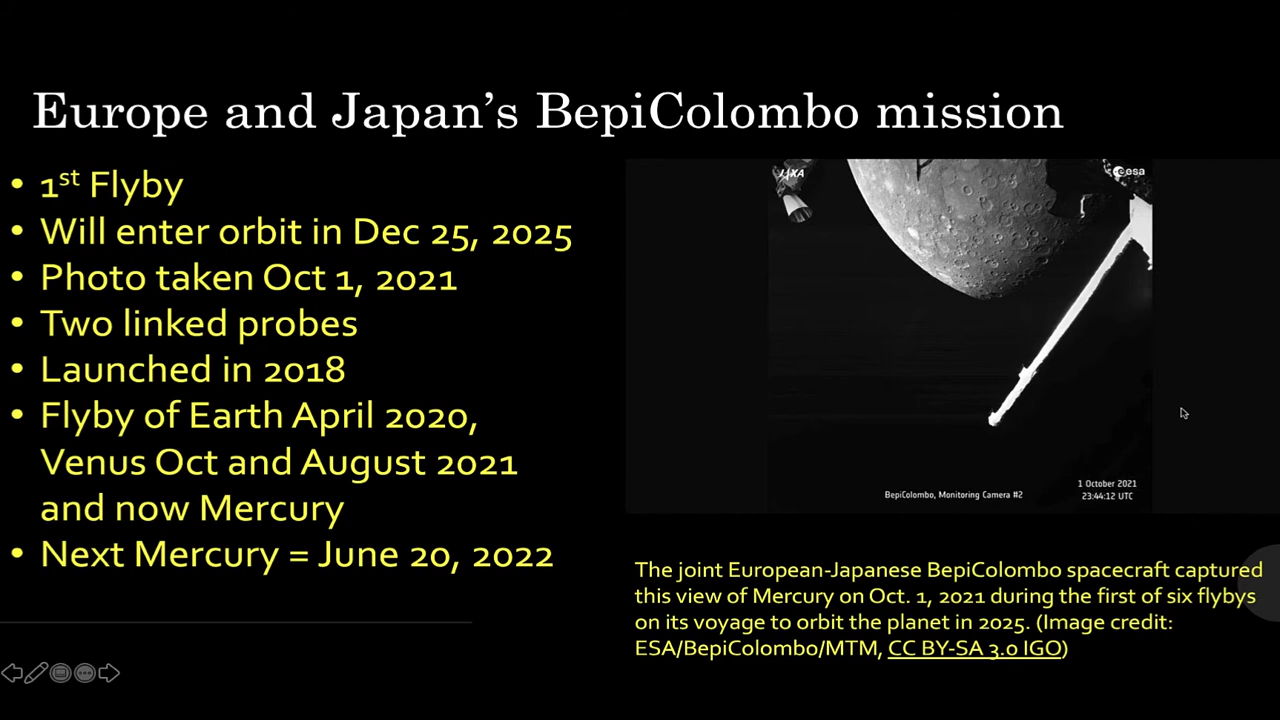 Europe and Japan’s BepiColombo mission
• 1st Flyby
• Will enter orbit in Dec 25, 2025
• Photo taken Oct 1, 2021
• Two linked probes
• Launched in 2018
• Flyby of Earth April 2020,
Venus Oct and August 2021
and now Mercury
• Next Mercury = June 20, 2022
JAXA
esa
1 October 2021
23:44:12 UTC
BepiColombo, Monitoring Camera #2
The joint European-Japanese BepiColombo spacecraft captured
this view of Mercury on Oct. 1, 2021 during the first of six flybys
on its voyage to orbit the planet in 2025. (Image credit:
ESA/BepiColombo/MTM, CC BY-SA 3.0 IGO)